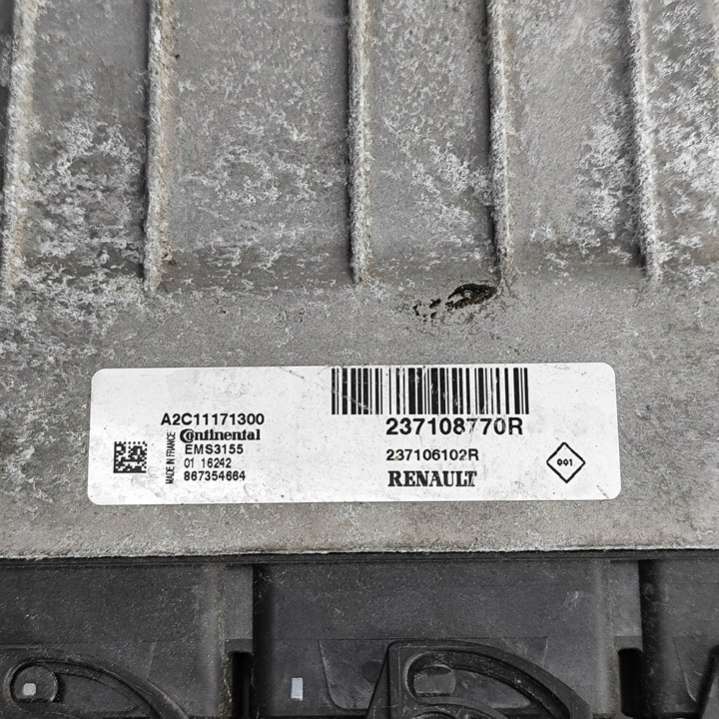 A2C11171300
Continental
EMS3155
01 16242
867354664
MADE IN FRANCE
237108770R
237106102R
RENAULT
001